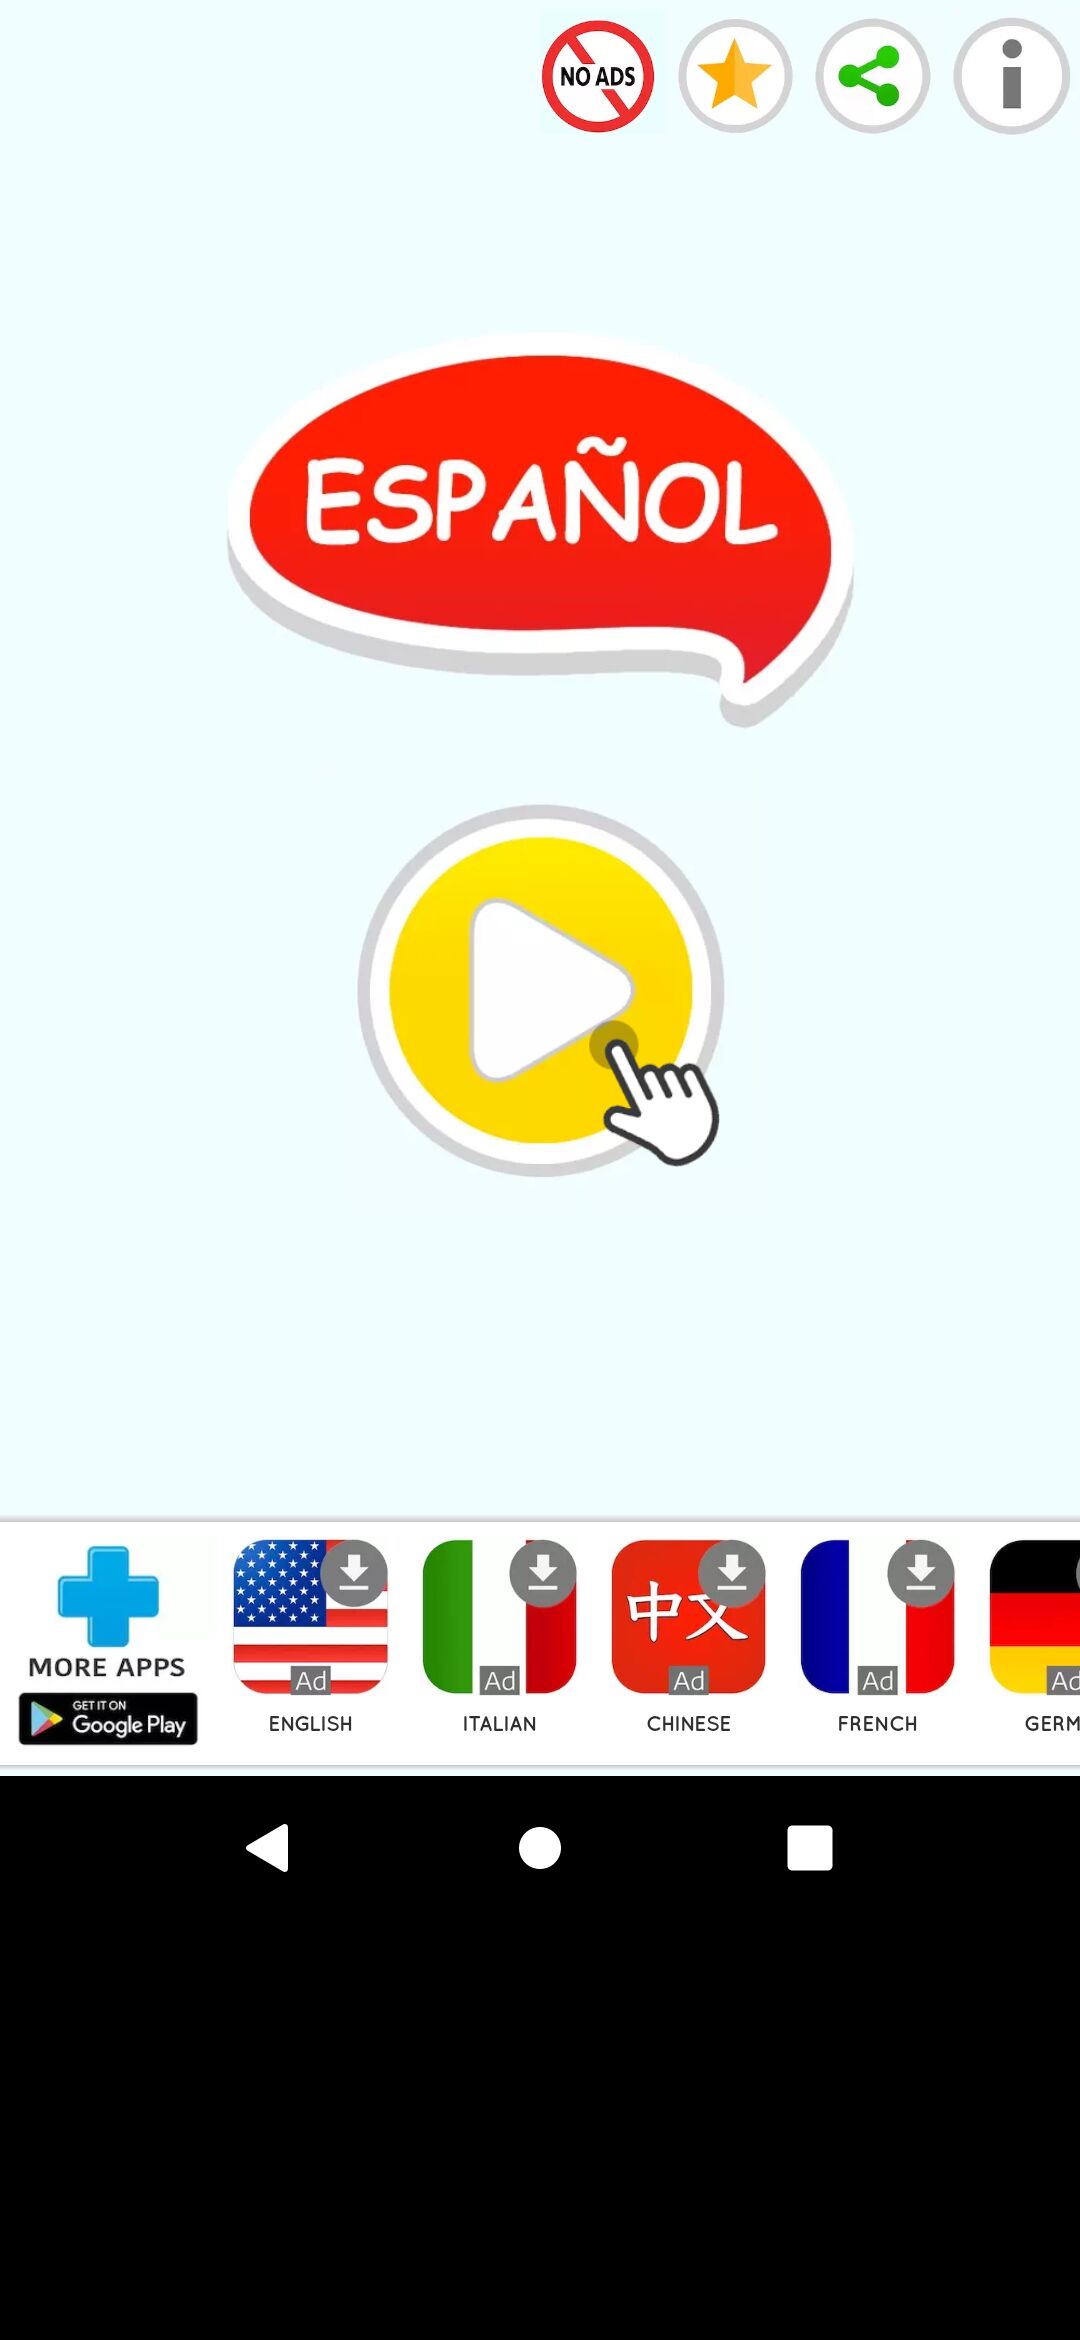 NO ADS
ESPAÑOL
MORE APPS
GET IT ON
Google Play
中文
Ad
Ad
Ad
Ad
Ad
ENGLISH
ITALIAN
CHINESE
FRENCH
GERM